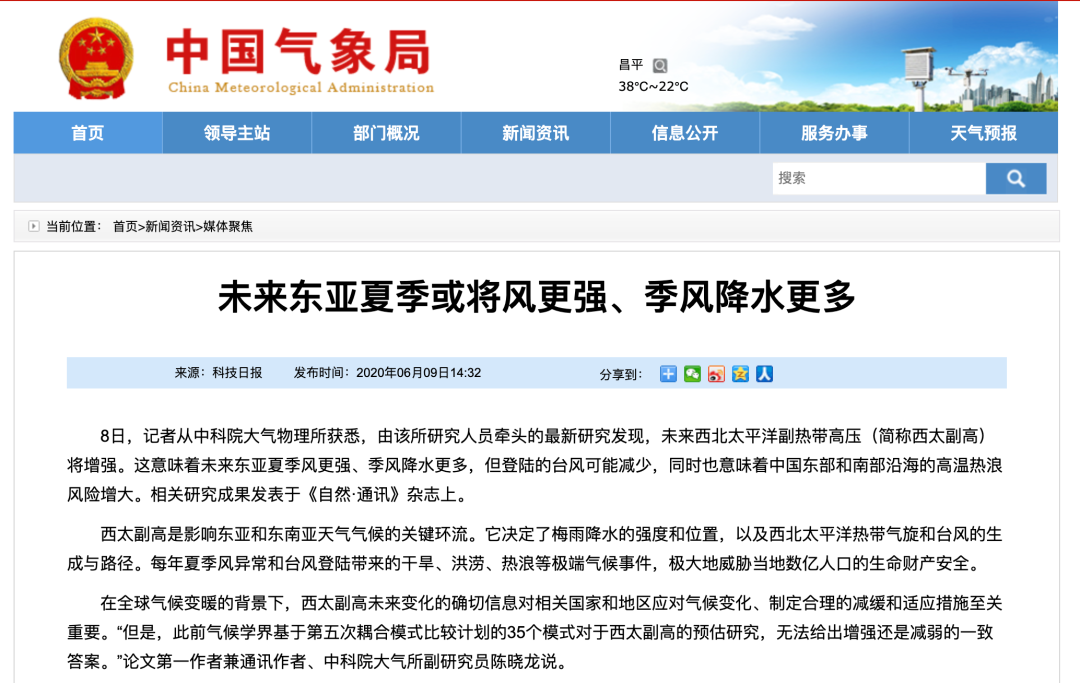 中国气象局
China Meteorological Administration
昌平
38℃~22℃
首页 领导主站 部门概况 新闻资讯 信息公开 服务办事 天气预报
搜索
当前位置： 首页>新闻资讯>媒体聚焦
未来东亚夏季或将风更强、季风降水更多
来源：科技日报 发布时间：2020年06月09日14:32 分享到：
8日，记者从中科院大气物理所获悉，由该所研究人员牵头的最新研究发现，未来西北太平洋副热带高压（简称西太副高）
将增强。这意味着未来东亚夏季风更强、季风降水更多，但登陆的台风可能减少，同时也意味着中国东部和南部沿海的高温热浪
风险增大。相关研究成果发表于《自然·通讯》杂志上。
西太副高是影响东亚和东南亚天气气候的关键环流。它决定了梅雨降水的强度和位置，以及西北太平洋热带气旋和台风的生
成与路径。每年夏季风异常和台风登陆带来的干旱、洪涝、热浪等极端气候事件，极大地威胁当地数亿人口的生命财产安全。
在全球气候变暖的背景下，西太副高未来变化的确切信息对相关国家和地区应对气候变化、制定合理的减缓和适应措施至关
重要。“但是，此前气候学界基于第五次耦合模式比较计划的35个模式对于西太副高的预估研究，无法给出增强还是减弱的一致
答案。”论文第一作者兼通讯作者、中科院大气所副研究员陈晓龙说。